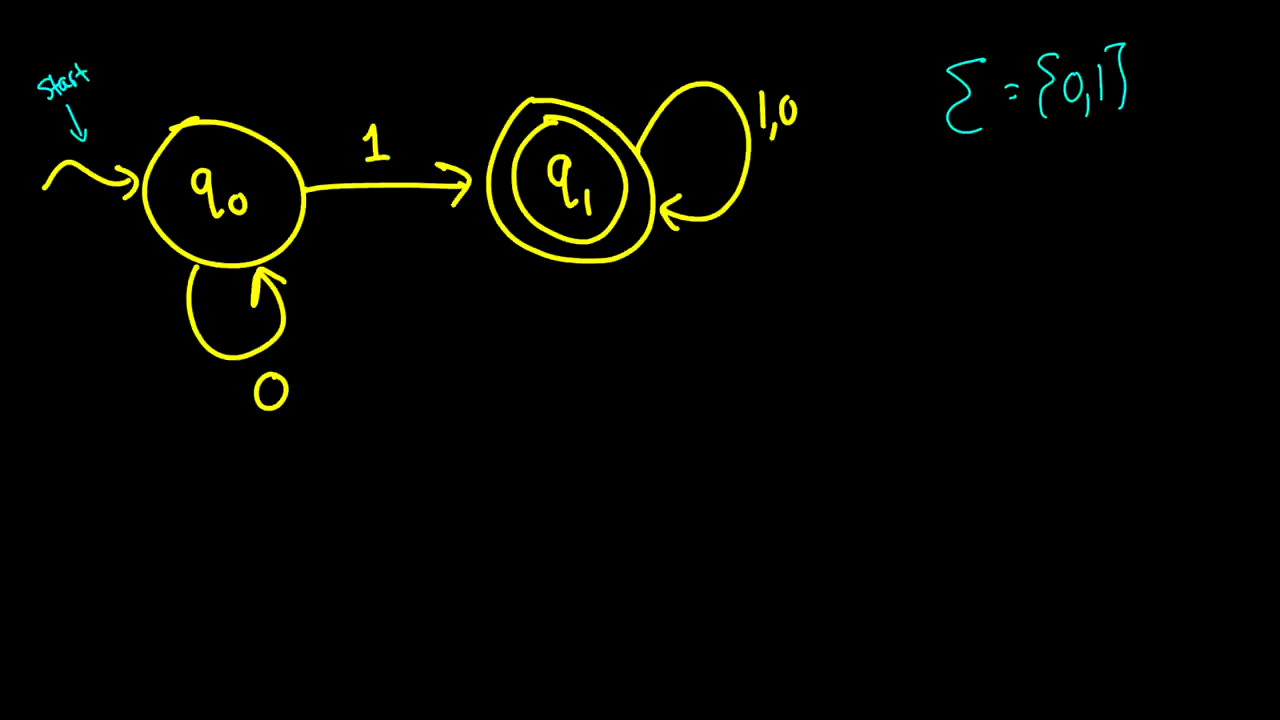 Start
Σ = {0,1}
1
1,0
q₀
q₁
0